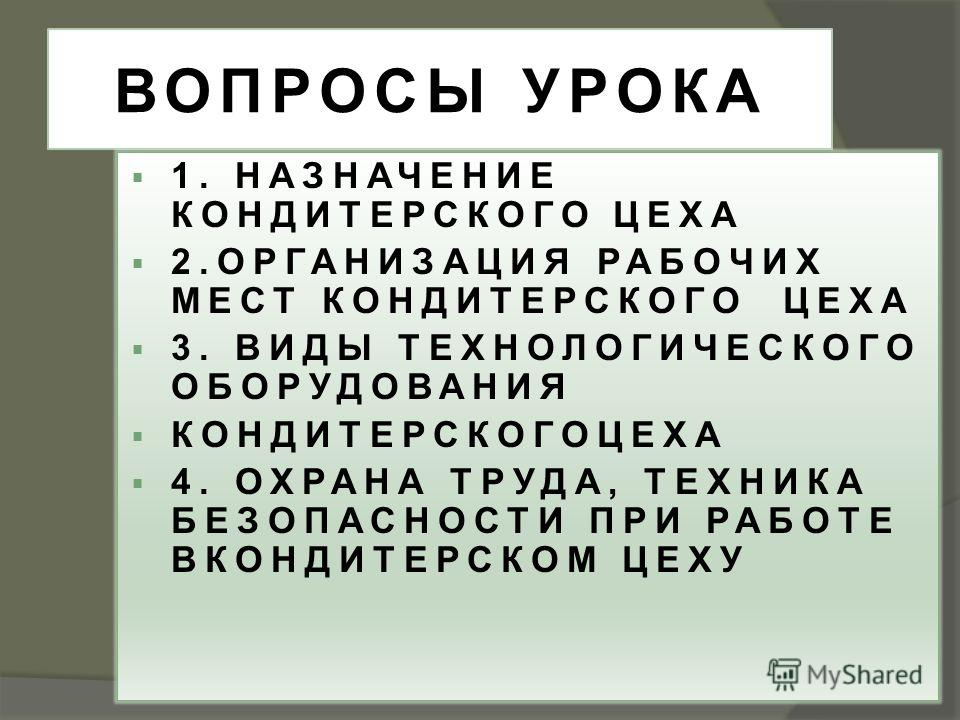 ВОПРОСЫ УРОКА
1. НАЗНАЧЕНИЕ
КОНДИТЕРСКОГО ЦЕХА
2.ОРГАНИЗАЦИЯ РАБОЧИХ
МЕСТ КОНДИТЕРСКОГО ЦЕХА
3. ВИДЫ ТЕХНОЛОГИЧЕСКОГО
ОБОРУДОВАНИЯ
КОНДИТЕРСКОГОЦЕХА
4. ОХРАНА ТРУДА, ТЕХНИКА
БЕЗОПАСНОСТИ ПРИ РАБОТЕ
ВКОНДИТЕРСКОМ ЦЕХУ
MyShared